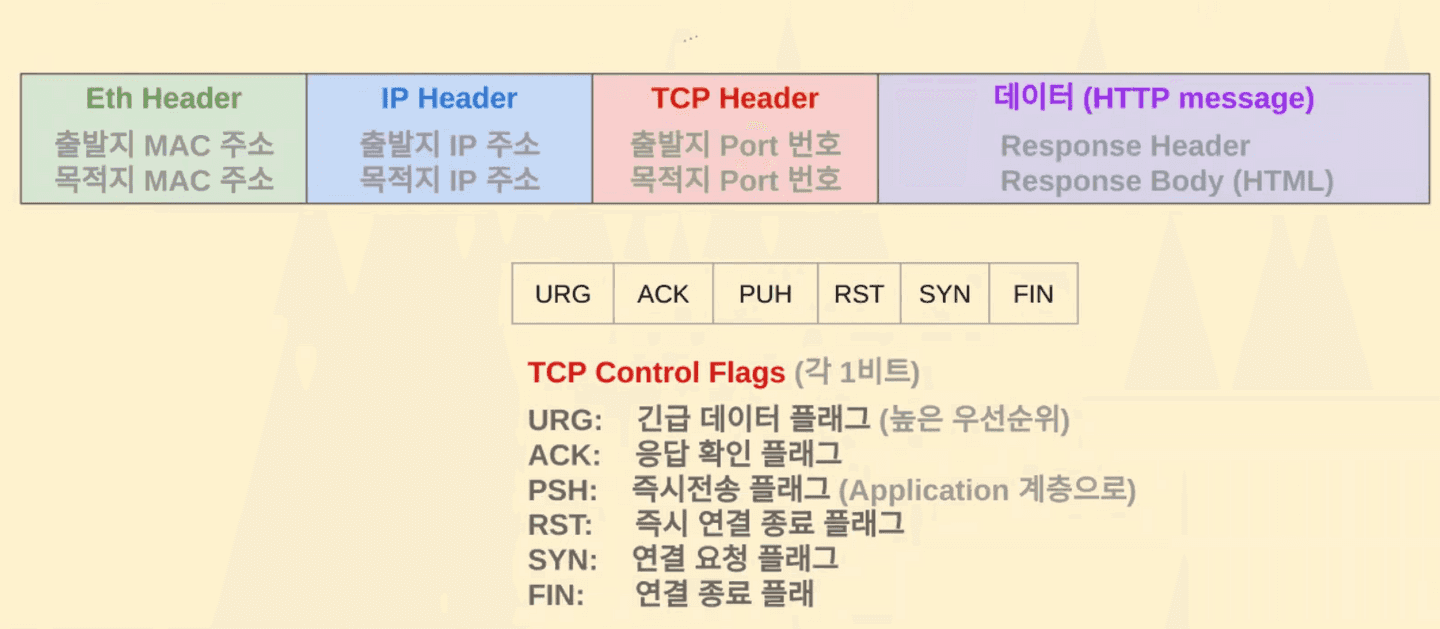 Eth Header
출발지 MAC 주소
목적지 MAC 주소
IP Header
출발지 IP 주소
목적지 IP 주소
TCP Header
출발지 Port 번호
목적지 Port 번호
데이터 (HTTP message)
Response Header
Response Body (HTML)
URG ACK PUH RST SYN FIN
TCP Control Flags (각 1비트)
URG: 긴급 데이터 플래그 (높은 우선순위)
ACK: 응답 확인 플래그
PSH: 즉시전송 플래그 (Application 계층으로)
RST: 즉시 연결 종료 플래그
SYN: 연결 요청 플래그
FIN: 연결 종료 플래